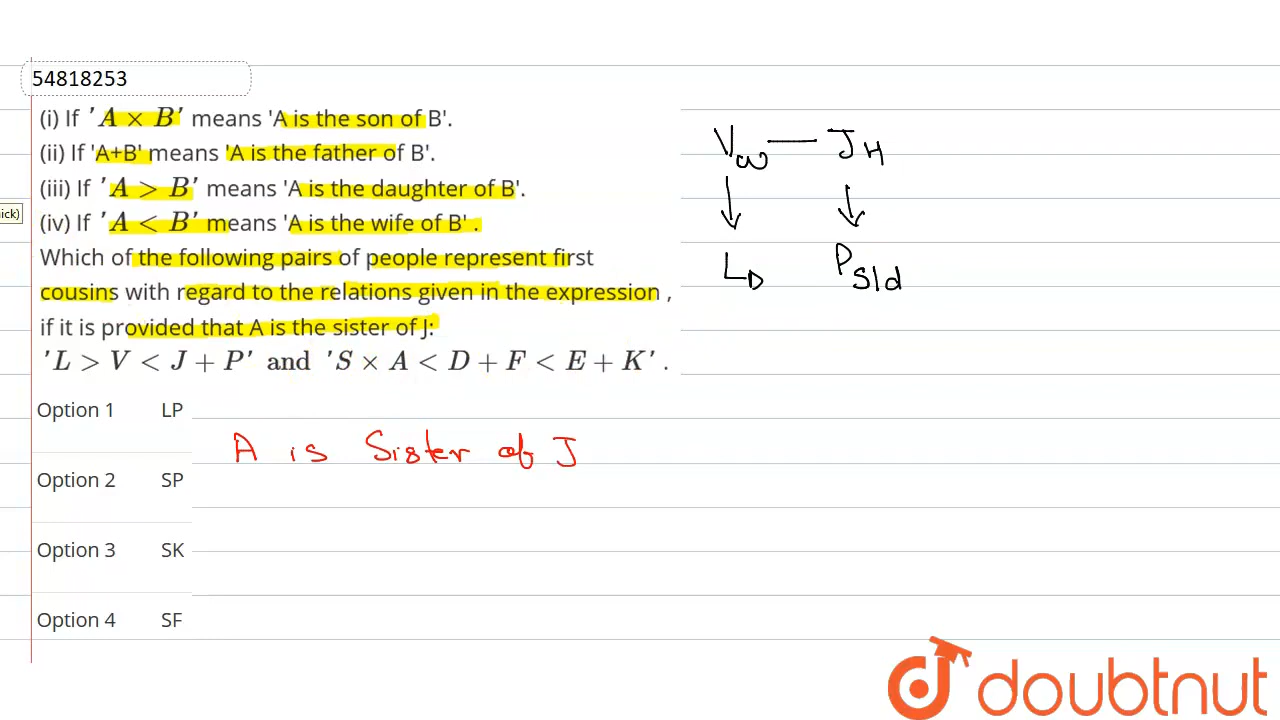 54818253
(i) If 'A × B' means 'A is the son of B'.
(ii) If 'A+B' means 'A is the father of B'.
(iii) If 'A > B' means 'A is the daughter of B'.
(iv) If 'A < B' means 'A is the wife of B' .
ick)
Which of the following pairs of people represent first
cousins with regard to the relations given in the expression ,
if it is provided that A is the sister of J:
'L > V < J + P' and 'S × A < D + F < E + K' .
Option 1 LP
Option 2 SP
Option 3 SK
Option 4 SF
V w — J H
L D P S/d
A is Sister of J
doubtnut